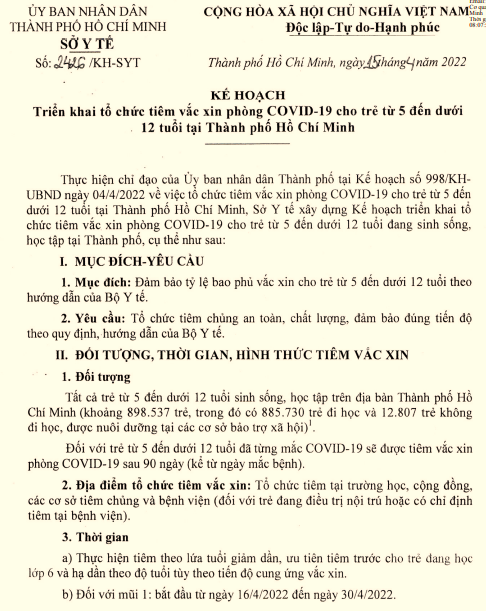 ỦY BAN NHÂN DÂN
THÀNH PHỐ HỒ CHÍ MINH
SỞ Y TẾ
Số: 2426 /KH-SYT
CỘNG HÒA XÃ HỘI CHỦ NGHĨA VIỆT NAM
Độc lập-Tự do-Hạnh phúc
Thành phố Hồ Chí Minh, ngày 15 tháng 4 năm 2022
KẾ HOẠCH
Triển khai tổ chức tiêm vắc xin phòng COVID-19 cho trẻ từ 5 đến dưới
12 tuổi tại Thành phố Hồ Chí Minh
Thực hiện chỉ đạo của Ủy ban nhân dân Thành phố tại Kế hoạch số 998/KH-
UBND ngày 04/4/2022 về việc tổ chức tiêm vắc xin phòng COVID-19 cho trẻ từ 5 đến
dưới 12 tuổi tại Thành phố Hồ Chí Minh, Sở Y tế xây dựng Kế hoạch triển khai tổ
chức tiêm vắc xin phòng COVID-19 cho trẻ từ 5 đến dưới 12 tuổi đang sinh sống,
học tập tại Thành phố, cụ thể như sau:
I. MỤC ĐÍCH-YÊU CẦU
1. Mục đích: Đảm bảo tỷ lệ bao phủ vắc xin cho trẻ từ 5 đến dưới 12 tuổi theo
hướng dẫn của Bộ Y tế.
2. Yêu cầu: Tổ chức tiêm chủng an toàn, chất lượng, đảm bảo đúng tiến độ
theo quy định, hướng dẫn của Bộ Y tế.
II. ĐỐI TƯỢNG, THỜI GIAN, HÌNH THỨC TIÊM VẮC XIN
1. Đối tượng
Tất cả trẻ từ 5 đến dưới 12 tuổi sinh sống, học tập trên địa bàn Thành phố Hồ
Chí Minh (khoảng 898.537 trẻ, trong đó có 885.730 trẻ đi học và 12.807 trẻ không
đi học, được nuôi dưỡng tại các cơ sở bảo trợ xã hội)¹.
Đối với trẻ từ 5 đến dưới 12 tuổi đã từng mắc COVID-19 sẽ được tiêm vắc xin
phòng COVID-19 sau 90 ngày (kể từ ngày mắc bệnh).
2. Địa điểm tổ chức tiêm vắc xin: Tổ chức tiêm tại trường học, cộng đồng,
các cơ sở tiêm chủng và bệnh viện (đối với trẻ đang điều trị nội trú hoặc có chỉ định
tiêm tại bệnh viện).
3. Thời gian
a) Thực hiện tiêm theo lứa tuổi giảm dần, ưu tiên tiêm trước cho trẻ đang học
lớp 6 và hạ dần theo độ tuổi tùy theo tiến độ cung ứng vắc xin.
b) Đối với mũi 1: bắt đầu từ ngày 16/4/2022 đến ngày 30/4/2022.